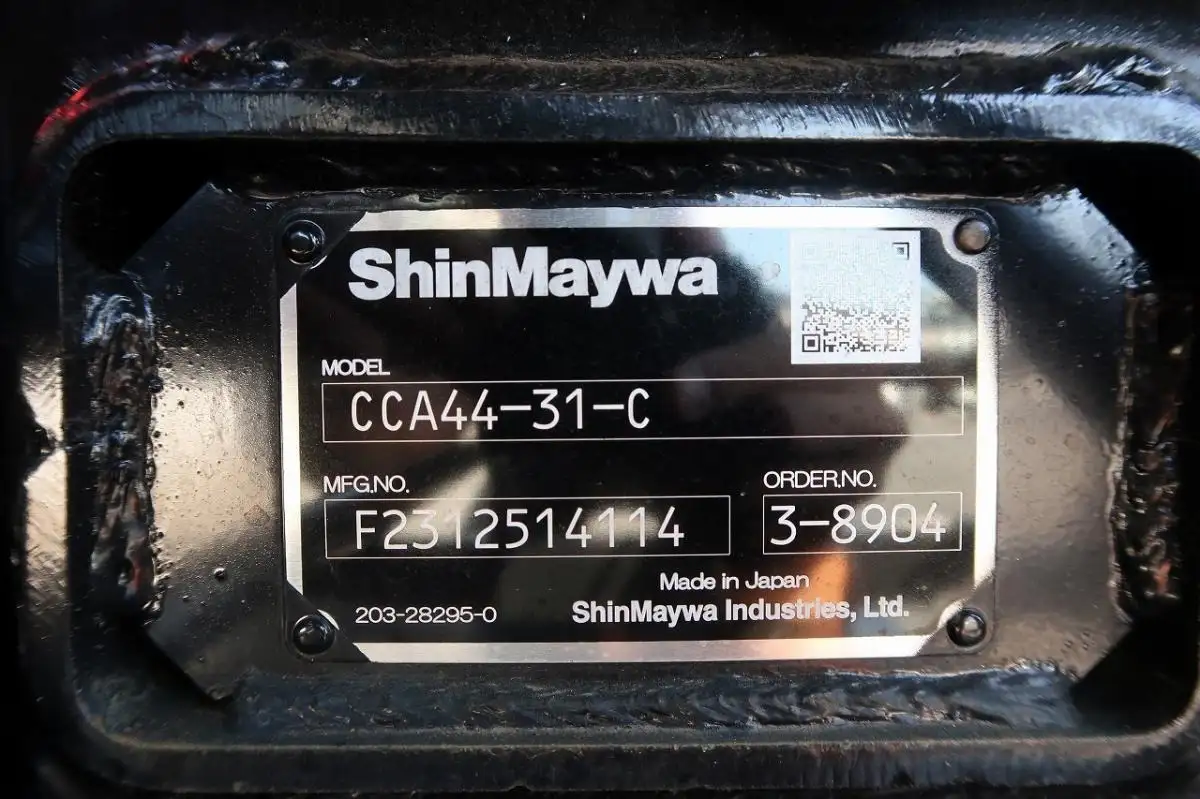 ShinMaywa
MODEL
CCA44-31-C
MFG.NO.
ORDER.NO.
F2312514114
3-8904
Made in Japan
203-28295-0
ShinMaywa Industries, Ltd.